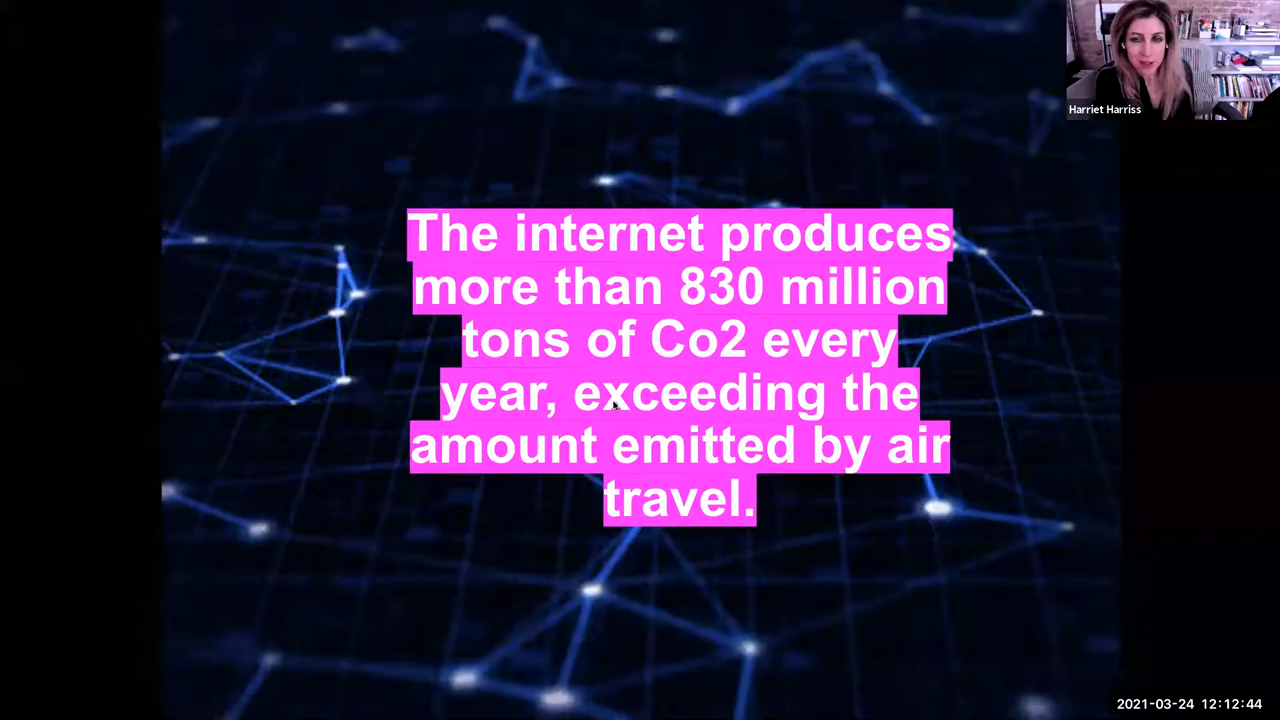 Harriet Harriss
The internet produces
more than 830 million
tons of Co2 every
year, exceeding the
amount emitted by air
travel.
2021-03-24 12:12:44